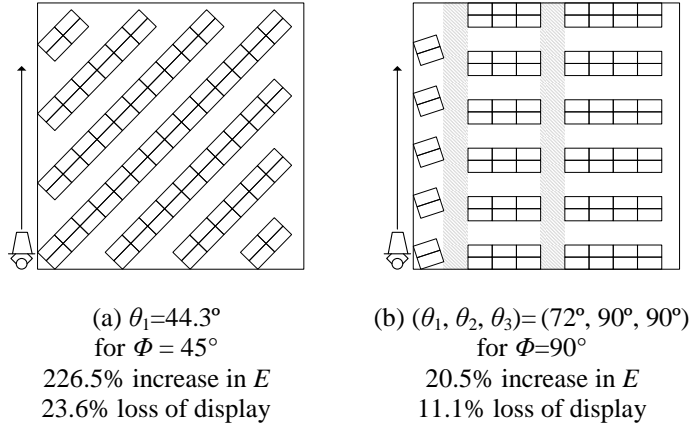 (a) θ₁=44.3º
for Φ = 45°
226.5% increase in E
23.6% loss of display
(b) (θ₁, θ₂, θ₃)= (72º, 90º, 90º)
for Φ=90°
20.5% increase in E
11.1% loss of display